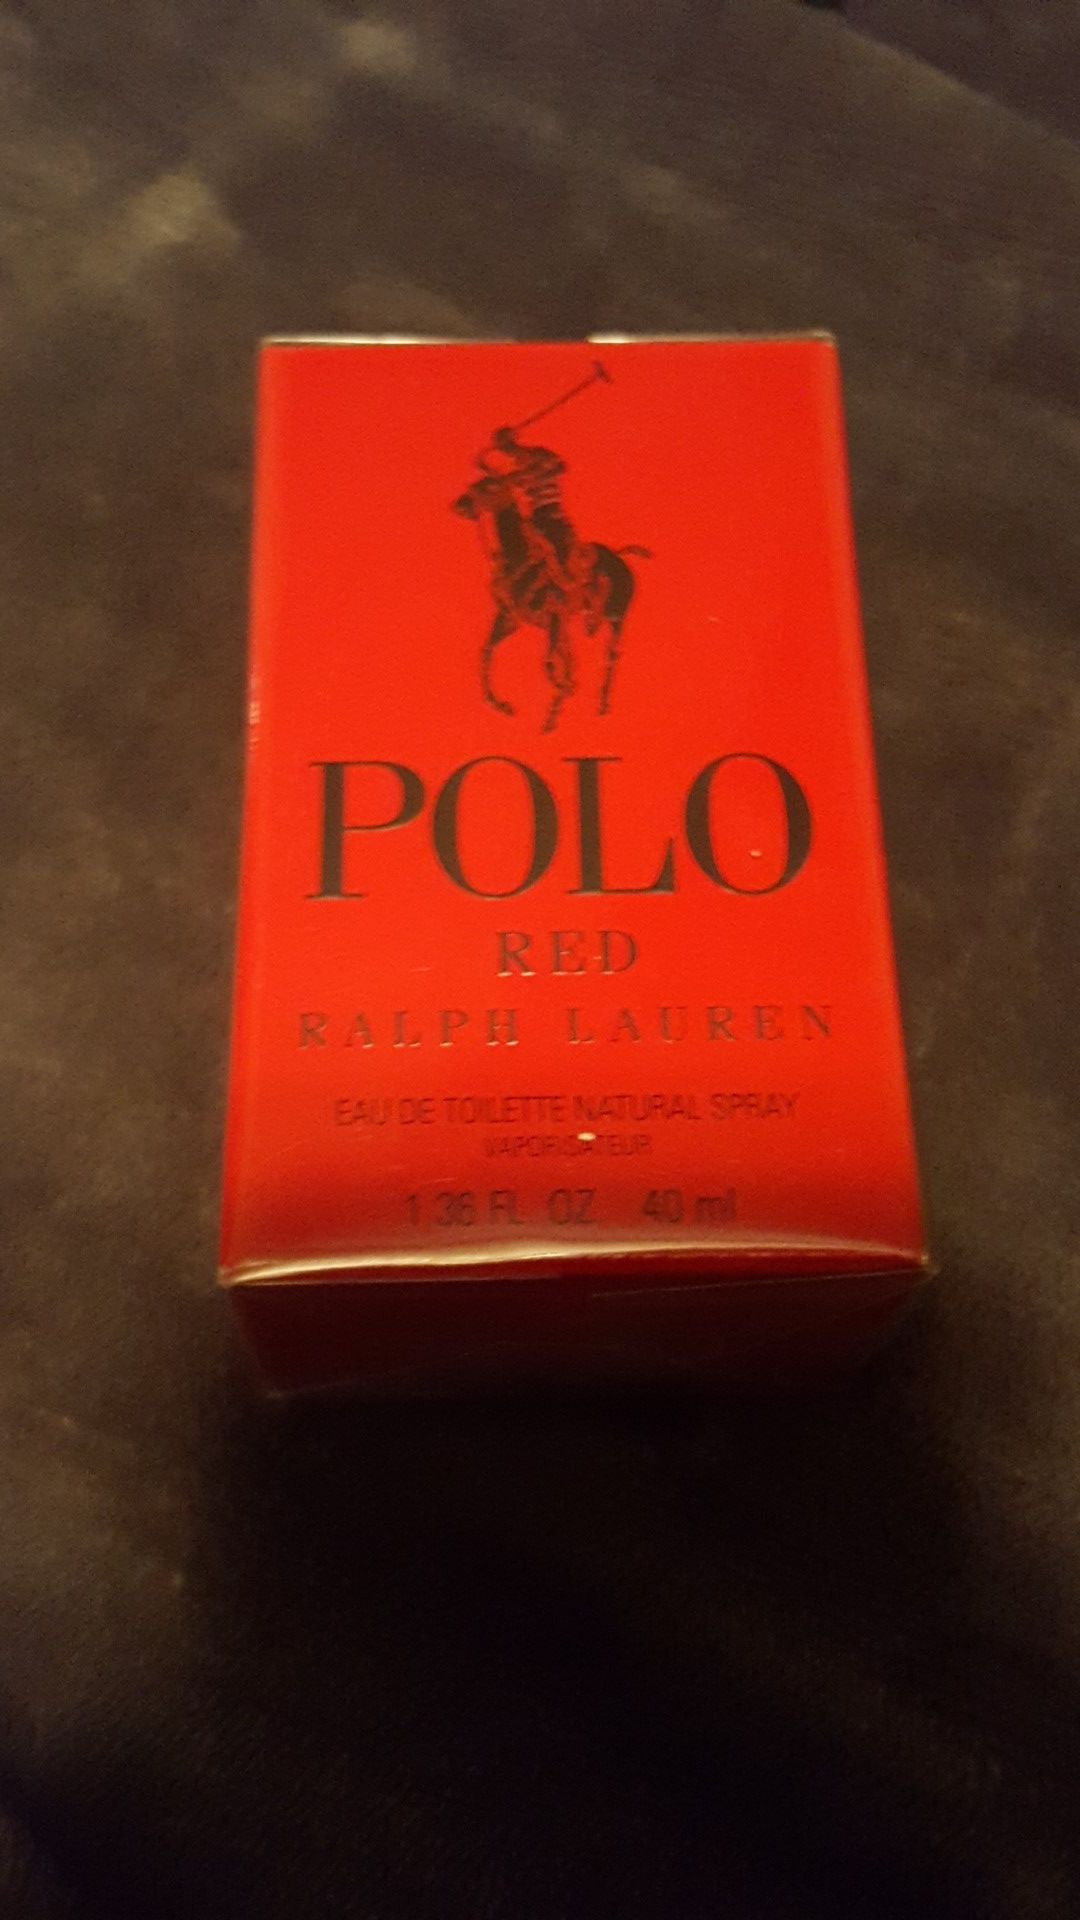 POLO
RED
RALPH LAUREN
EAU DE TOILETTE NATURAL SPRAY
VAPORISATEUR
1.36 FL OZ 40 ml